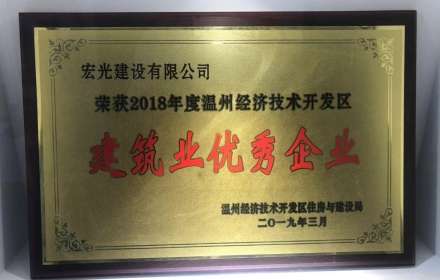 宏光建设有限公司
荣获2018年度温州经济技术开发区
建筑业优秀企业
温州经济技术开发区住房与建设局
二〇一九年三月